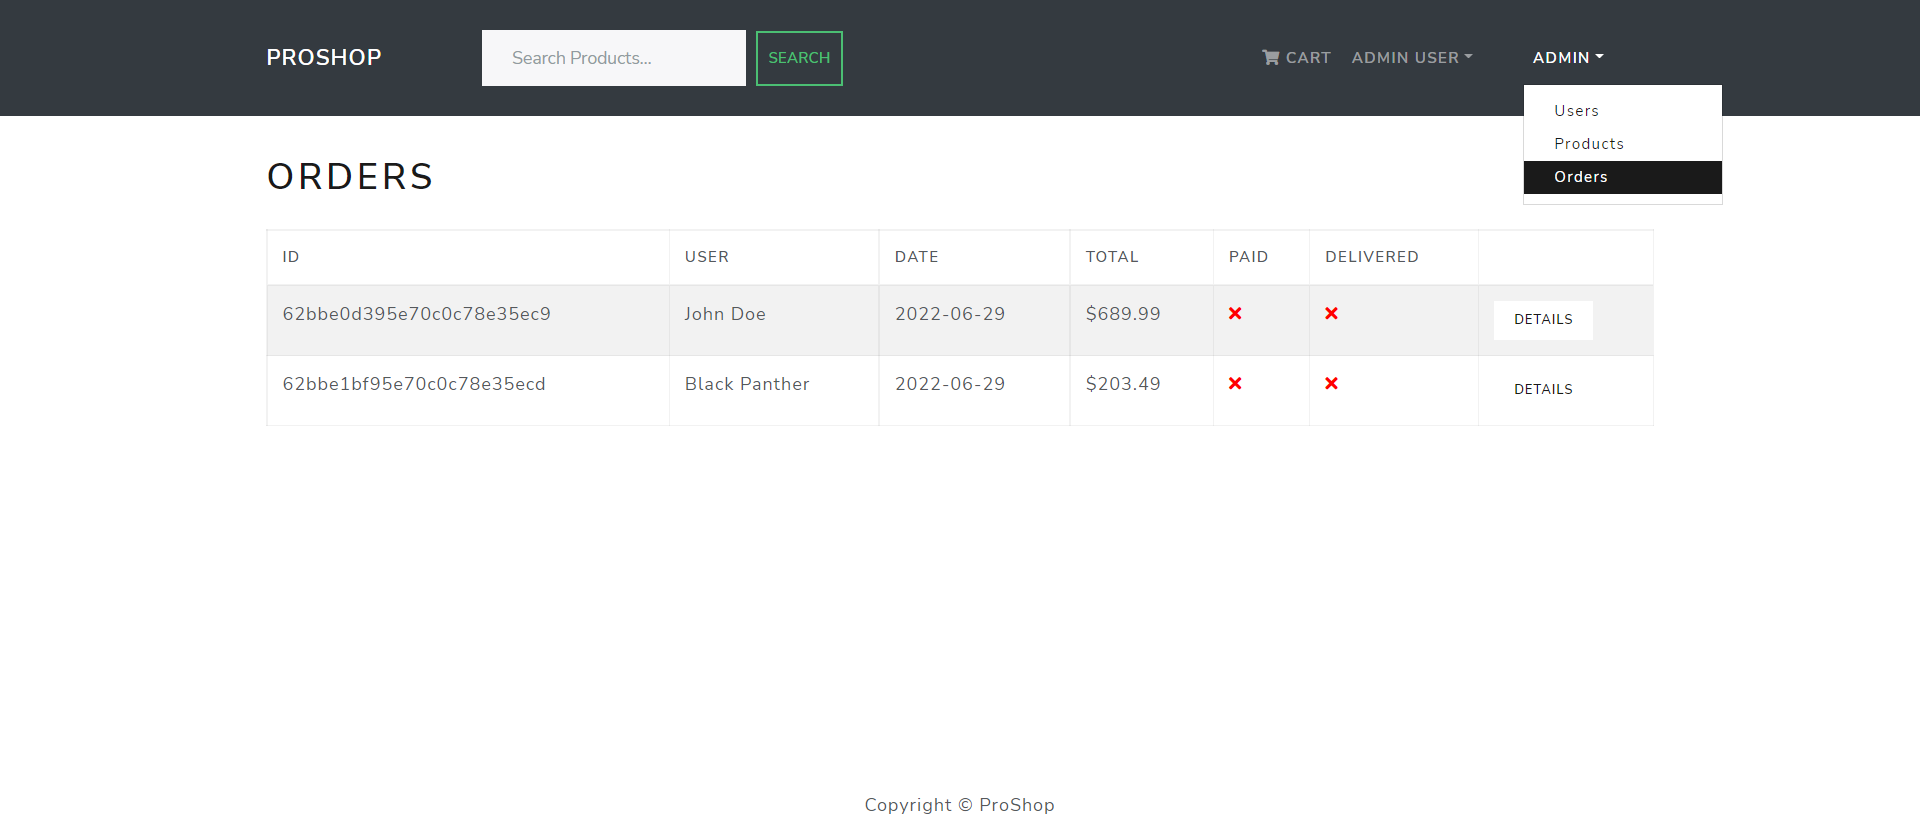 PROSHOP
Search Products...
SEARCH
CART
ADMIN USER
ADMIN
Users
Products
Orders
ORDERS
ID USER DATE TOTAL PAID DELIVERED
62bbe0d395e70c0c78e35ec9 John Doe 2022-06-29 $689.99 DETAILS
62bbe1bf95e70c0c78e35ecd Black Panther 2022-06-29 $203.49 DETAILS
Copyright © ProShop